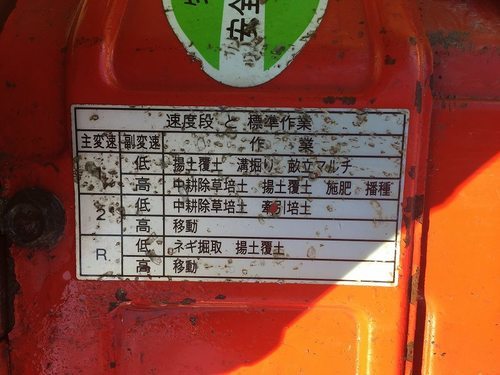 安全
速度段と標準作業
主変速 副変速 作業
1 低 揚土覆土 溝掘り 畝立マルチ
高 中耕除草培土 揚土覆土 施肥 播種
2 低 中耕除草培土 牽引培土
高 移動
R 低 ネギ掘取 揚土覆土
高 移動